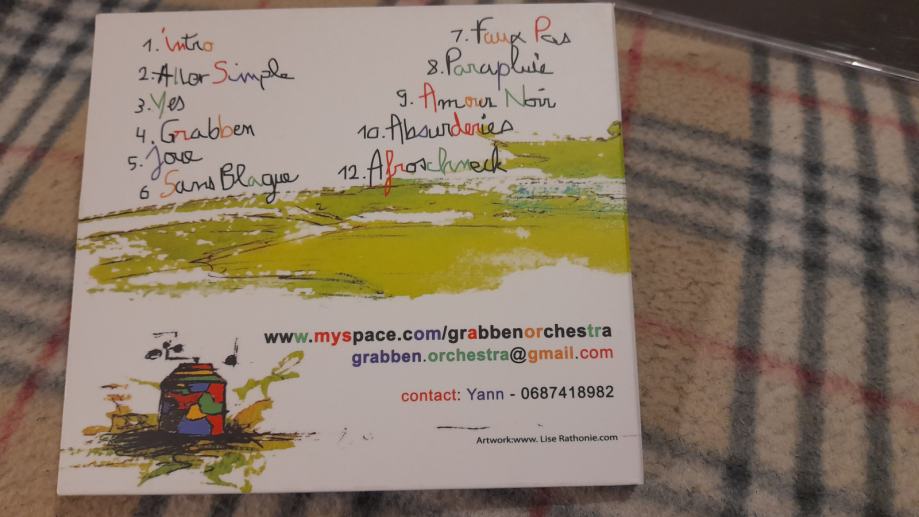 1. Intro
2. Aller Simple
3. Yes
4. Grabben
5. Jove
6 Sans Blague
7. Faux Pas
8. Parapluie
9. Amour Noir
10. Absurderies
12. Afroschneck
www.myspace.com/grabbenorchestra
grabben.orchestra@gmail.com
contact: Yann - 0687418982
Artwork:www. Lise Rathonie.com